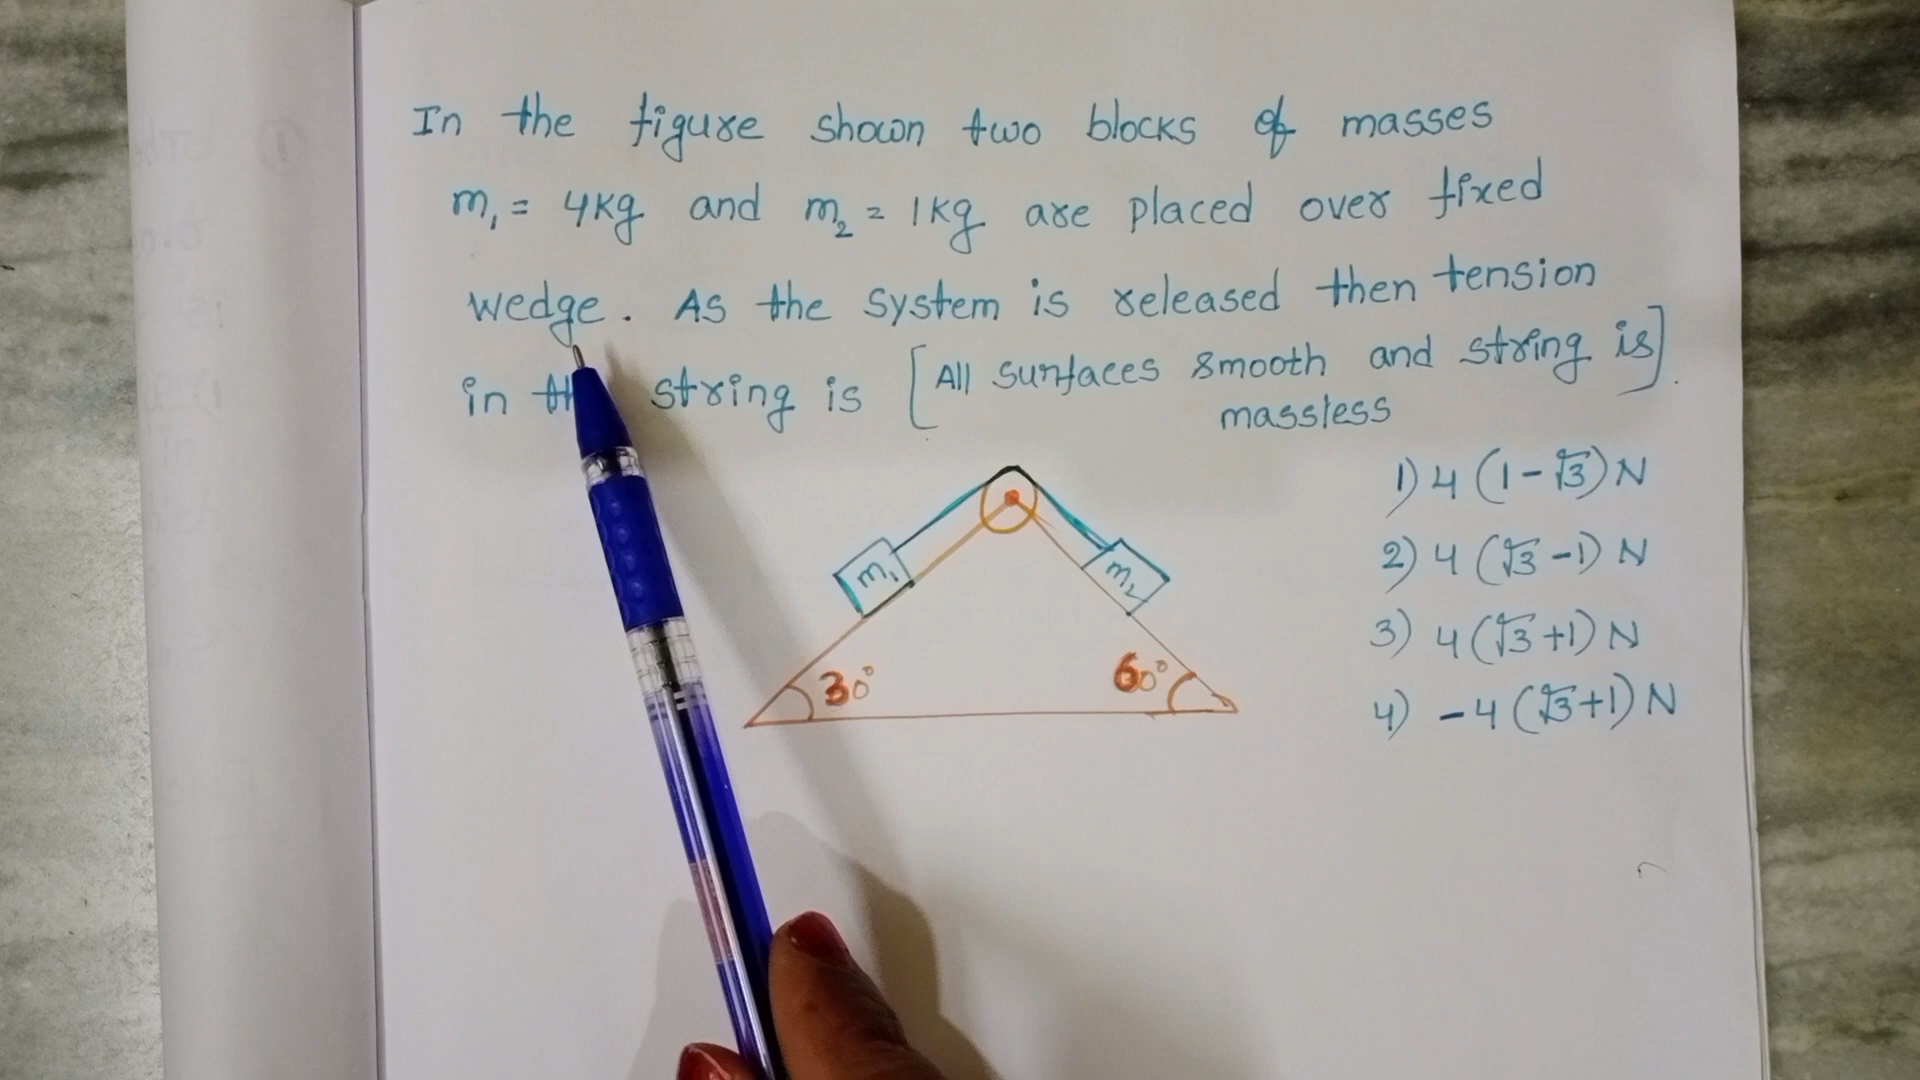 In the figure shown two blocks of masses
m₁ = 4kg and m₂ = 1kg are placed over fixed
wedge. As the system is released then tension
in string is [All surfaces smooth and string is].
massless
1) 4 (1-√3) N
2) 4 (√3 -1) N
3) 4 (√3 +1) N
4) -4 (√3+1) N
m₁
m₂
30°
60°